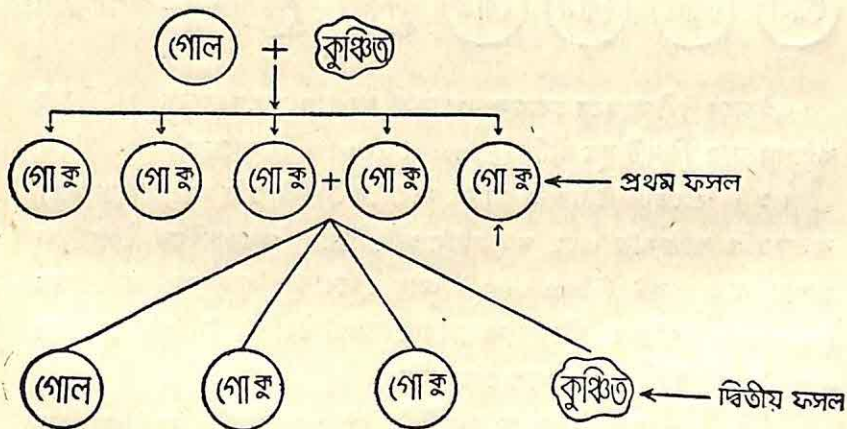 গোল + কুঞ্চিত
গো কু গো কু গো কু + গো কু গো কু ← প্রথম ফসল
গোল গো কু গো কু কুঞ্চিত ← দ্বিতীয় ফসল